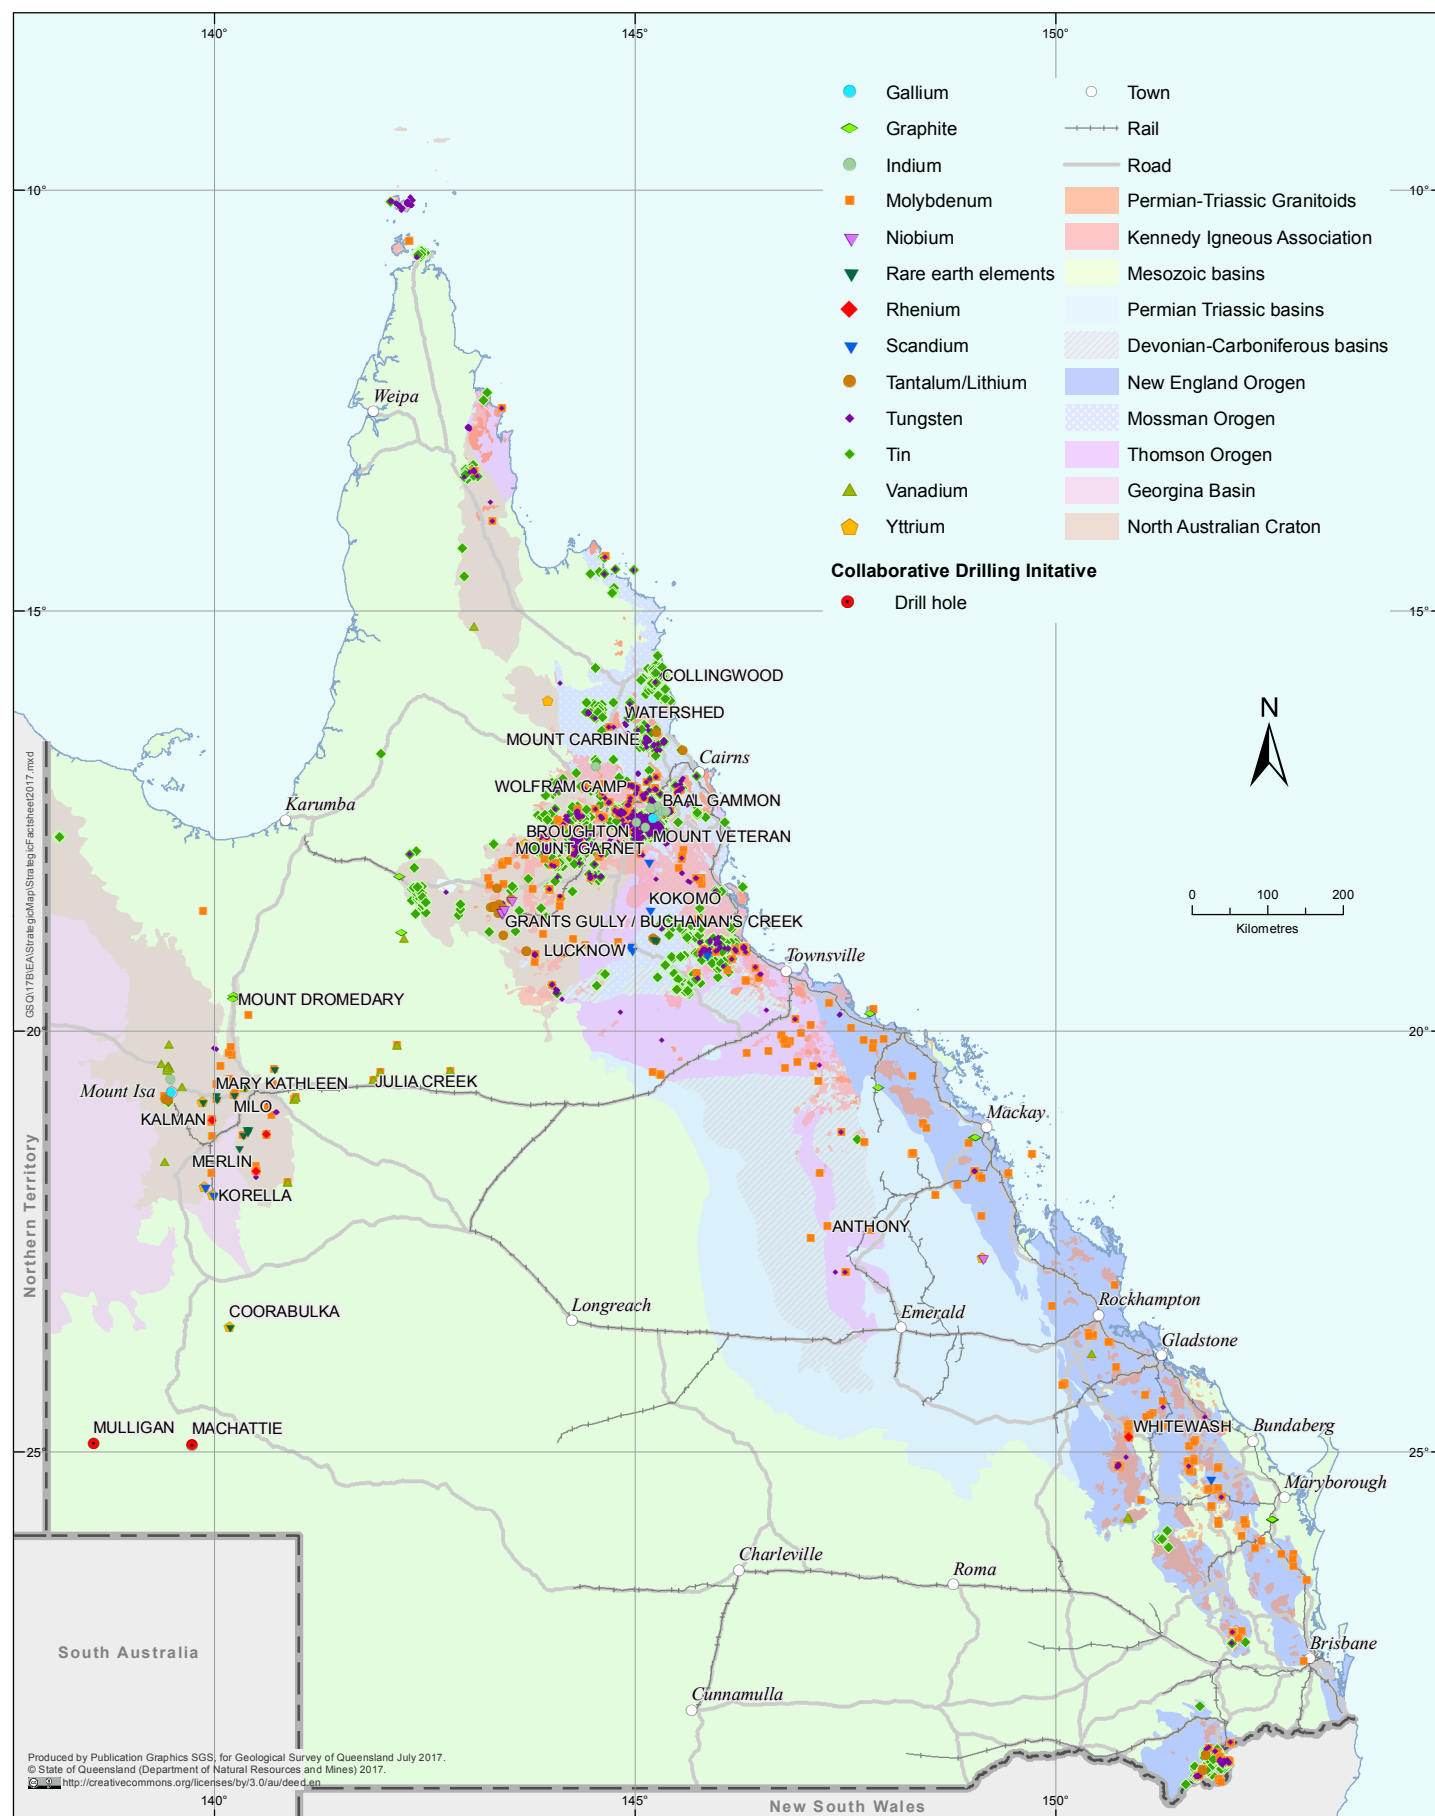 140°
145°
150°
Gallium
Graphite
Indium
Molybdenum
Niobium
Rare earth elements
Rhenium
Scandium
Tantalum/Lithium
Tungsten
Tin
Vanadium
Yttrium
Town
Rail
Road
Permian-Triassic Granitoids
Kennedy Igneous Association
Mesozoic basins
Permian Triassic basins
Devonian-Carboniferous basins
New England Orogen
Mossman Orogen
Thomson Orogen
Georgina Basin
North Australian Craton
Collaborative Drilling Initative
Drill hole
10°
10°
Weipa
15°
15°
COLLINGWOOD
WATERSHED
MOUNT CARBINE
Cairns
WOLFRAM CAMP
BAAL GAMMON
Karumba
BROUGHTON
MOUNT VETERAN
MOUNT GARNET
KOKOMO
GRANTS GULLY / BUCHANAN'S CREEK
LUCKNOW
Townsville
N
0 100 200
Kilometres
GSQ\17B\EA\StrategicMap\StrategicFactsheet2017.mxd
MOUNT DROMEDARY
20°
20°
Mount Isa
MARY KATHLEEN
JULIA CREEK
MILO
KALMAN
MERLIN
KORELLA
Mackay
ANTHONY
Northern Territory
COORABULKA
Longreach
Emerald
Rockhampton
Gladstone
MULLIGAN
MACHATTIE
WHITEWASH
Bundaberg
25°
25°
Maryborough
Charleville
Roma
South Australia
Brisbane
Cunnamulla
Produced by Publication Graphics SGS, for Geological Survey of Queensland July 2017.
© State of Queensland (Department of Natural Resources and Mines) 2017.
http://creativecommons.org/licenses/by/3.0/au/deed.en
New South Wales
140°
145°
150°